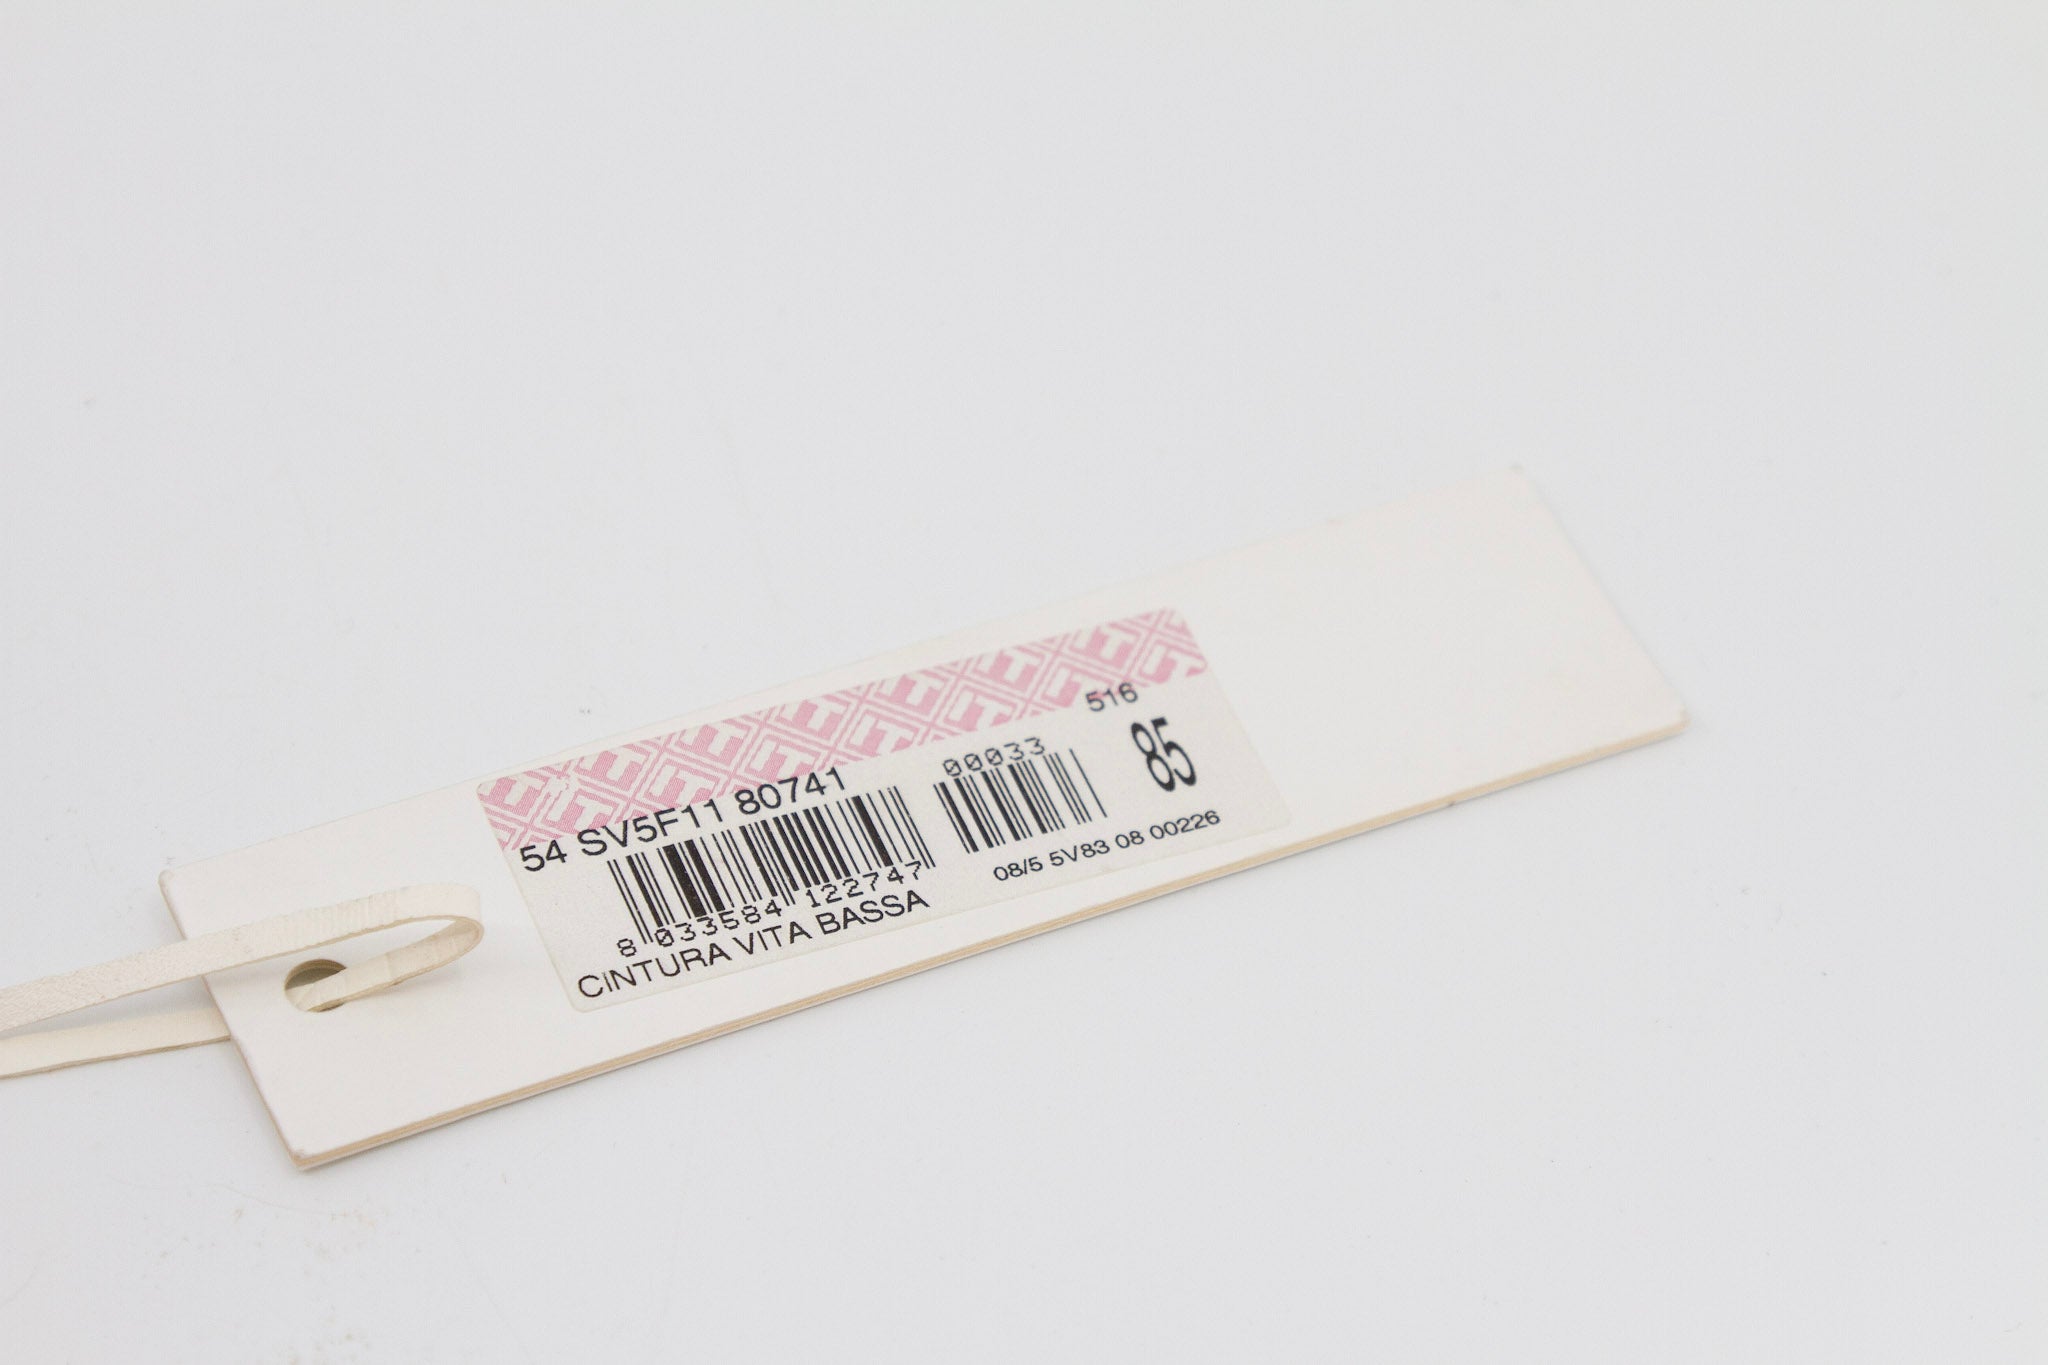 516
54 SV5F11 80741
00033
85
8 033584 122747
08/5 5V83 08 00226
CINTURA VITA BASSA